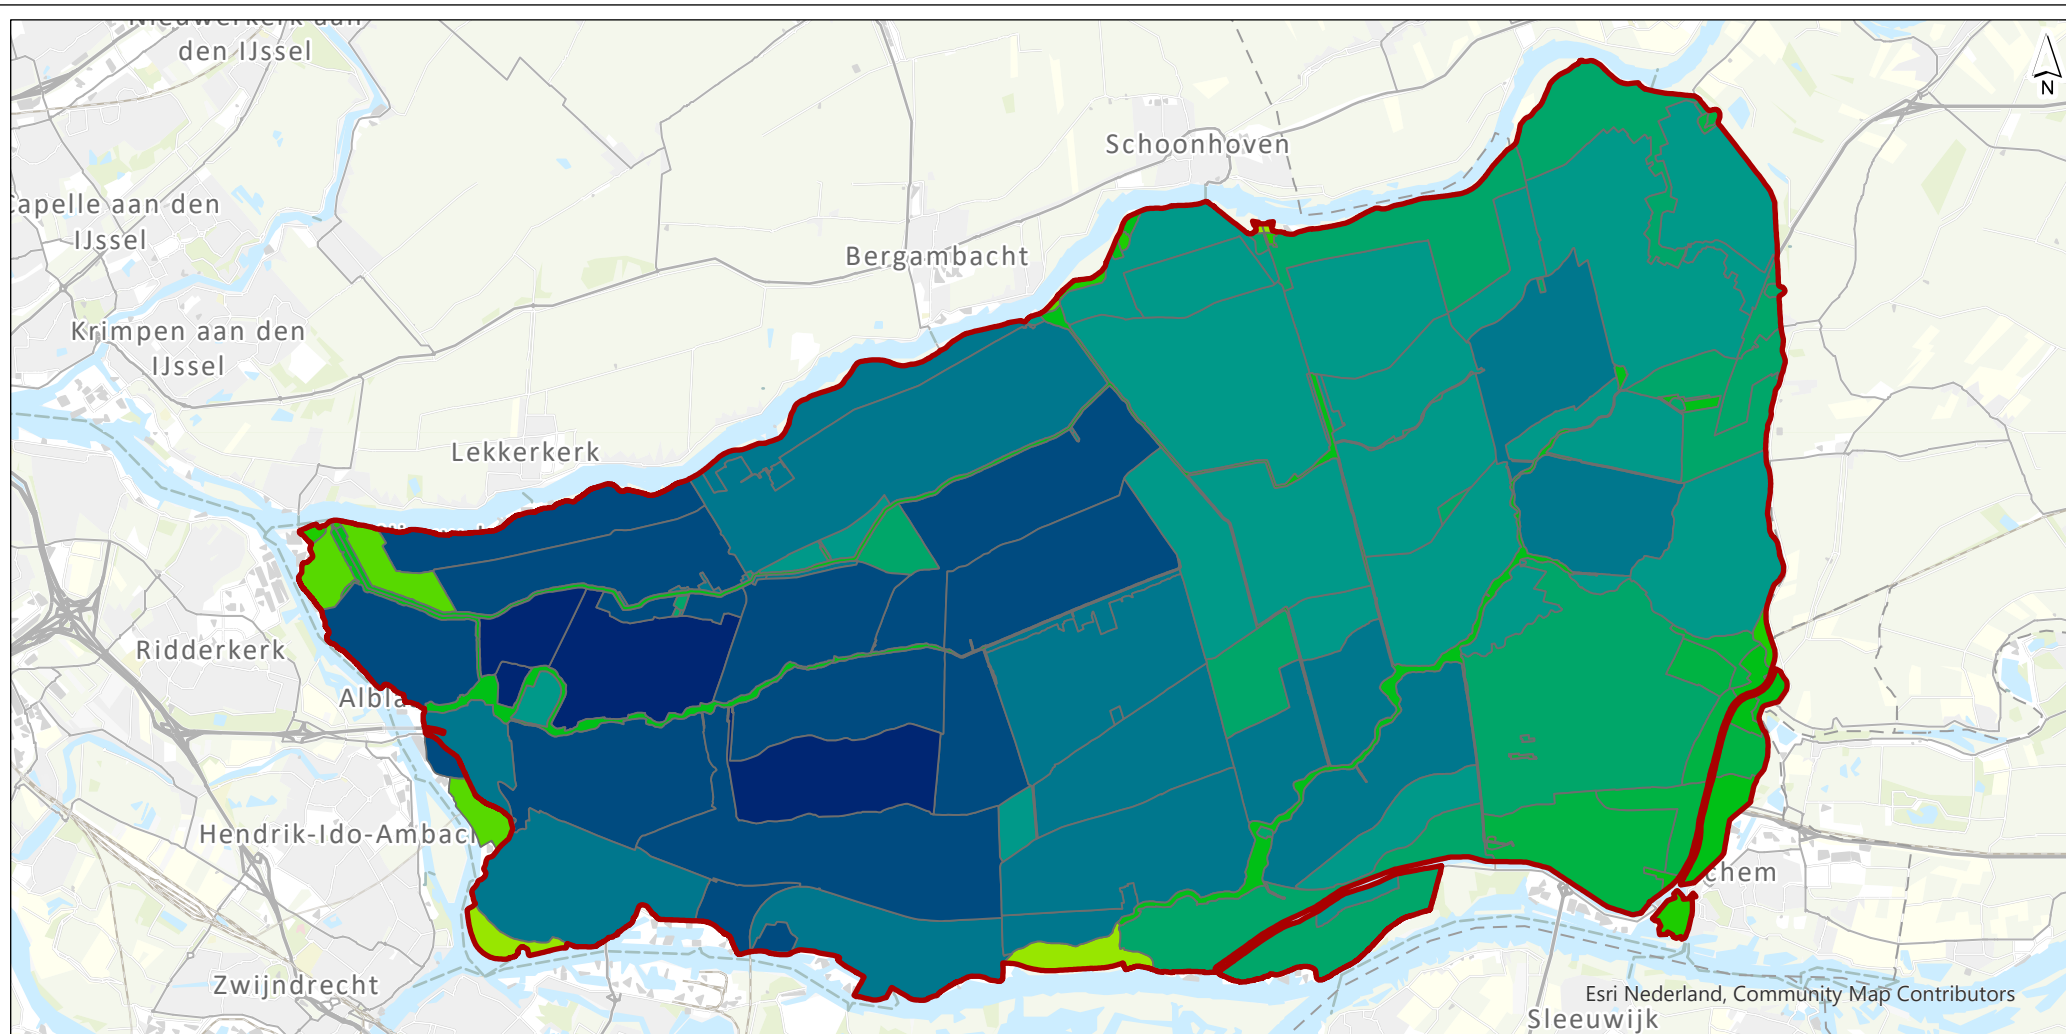 den IJssel
N
Schoonhoven
Capelle aan den
IJssel
Bergambacht
Krimpen aan den
IJssel
Lekkerkerk
Ridderkerk
Albla
Hendrik-Ido-Ambac
chem
Zwijndrecht
Esri Nederland, Community Map Contributors
Sleeuwijk